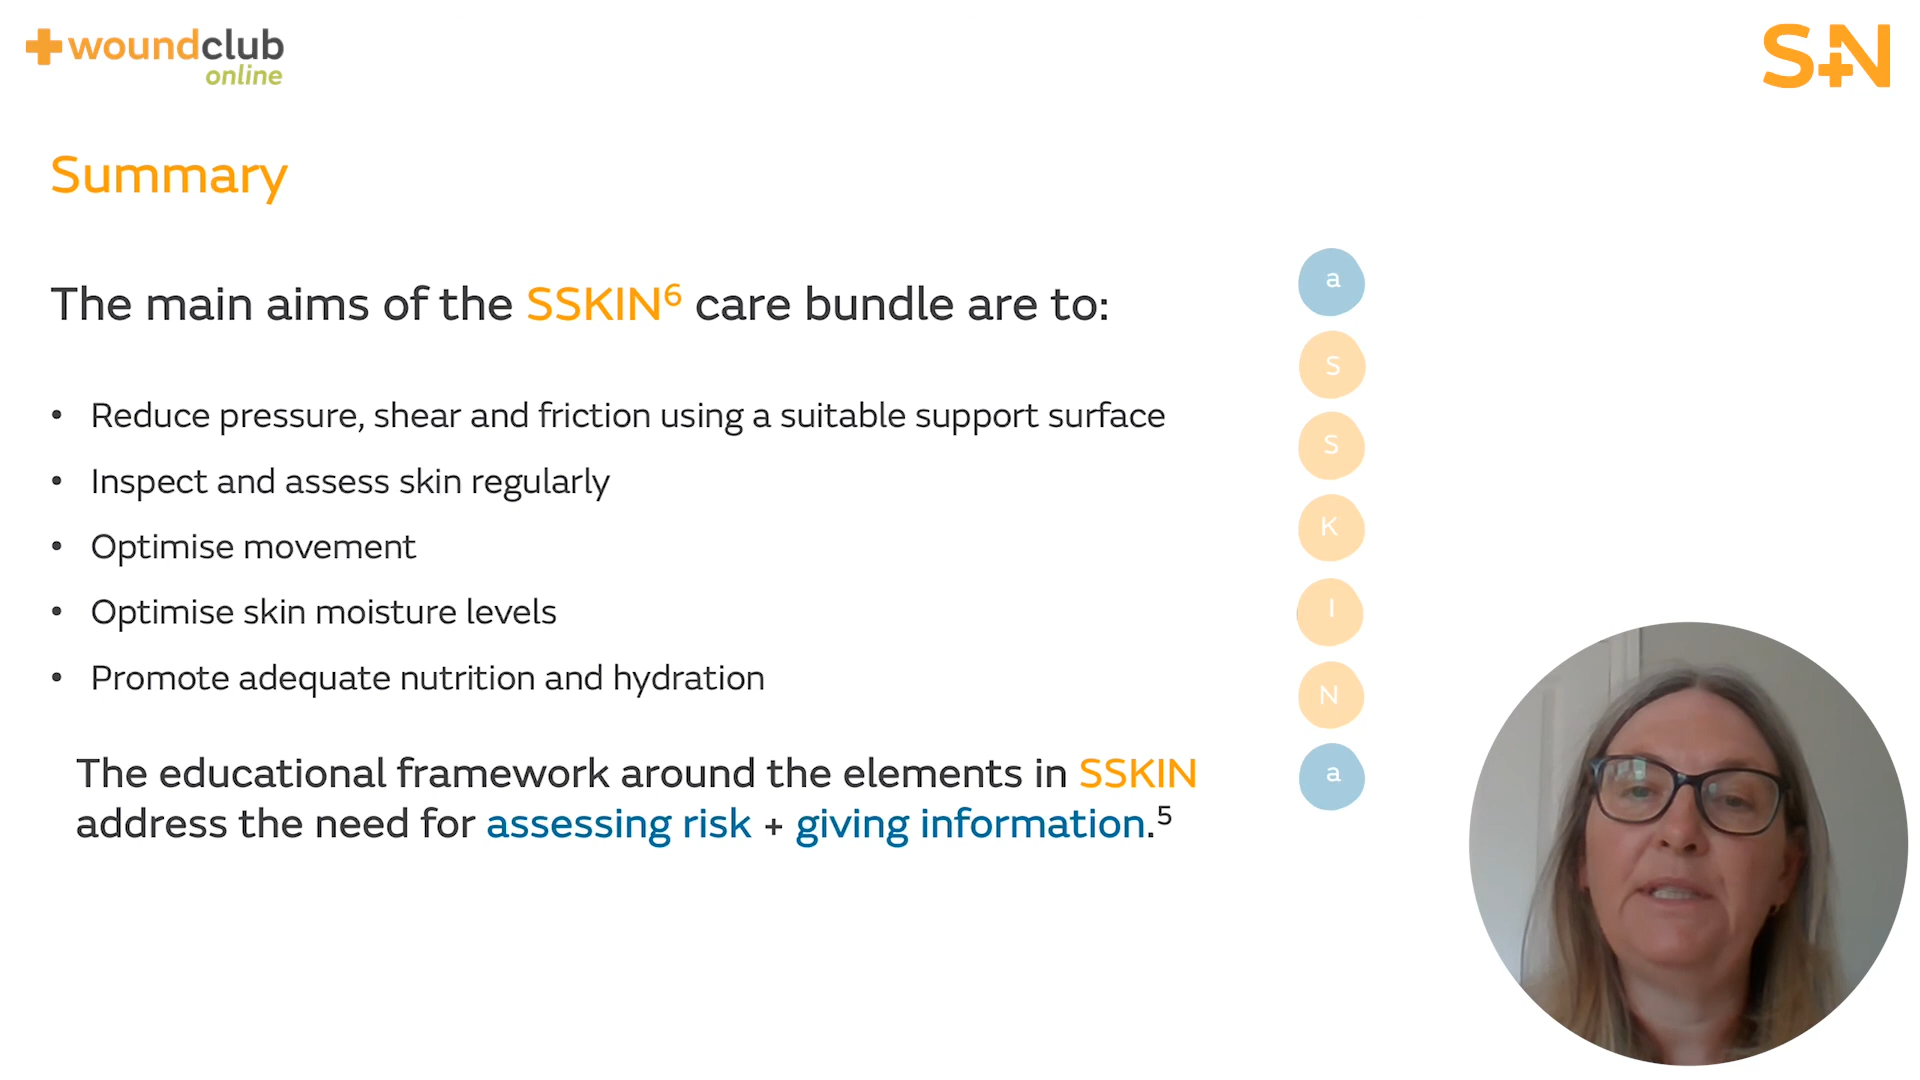 woundclub
online
S+N
Summary
The main aims of the SSKIN⁶ care bundle are to:
• Reduce pressure, shear and friction using a suitable support surface
• Inspect and assess skin regularly
• Optimise movement
• Optimise skin moisture levels
• Promote adequate nutrition and hydration
The educational framework around the elements in SSKIN
address the need for assessing risk + giving information.⁵
a
S
S
K
I
N
a